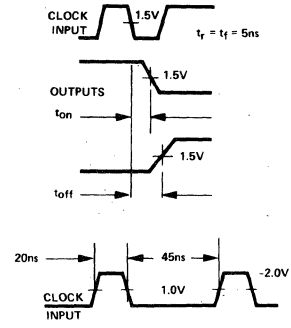 CLOCK
INPUT
1.5V
tr = tf = 5ns
OUTPUTS
1.5V
ton
1.5V
toff
20ns
45ns
-2.0V
1.0V
CLOCK
INPUT